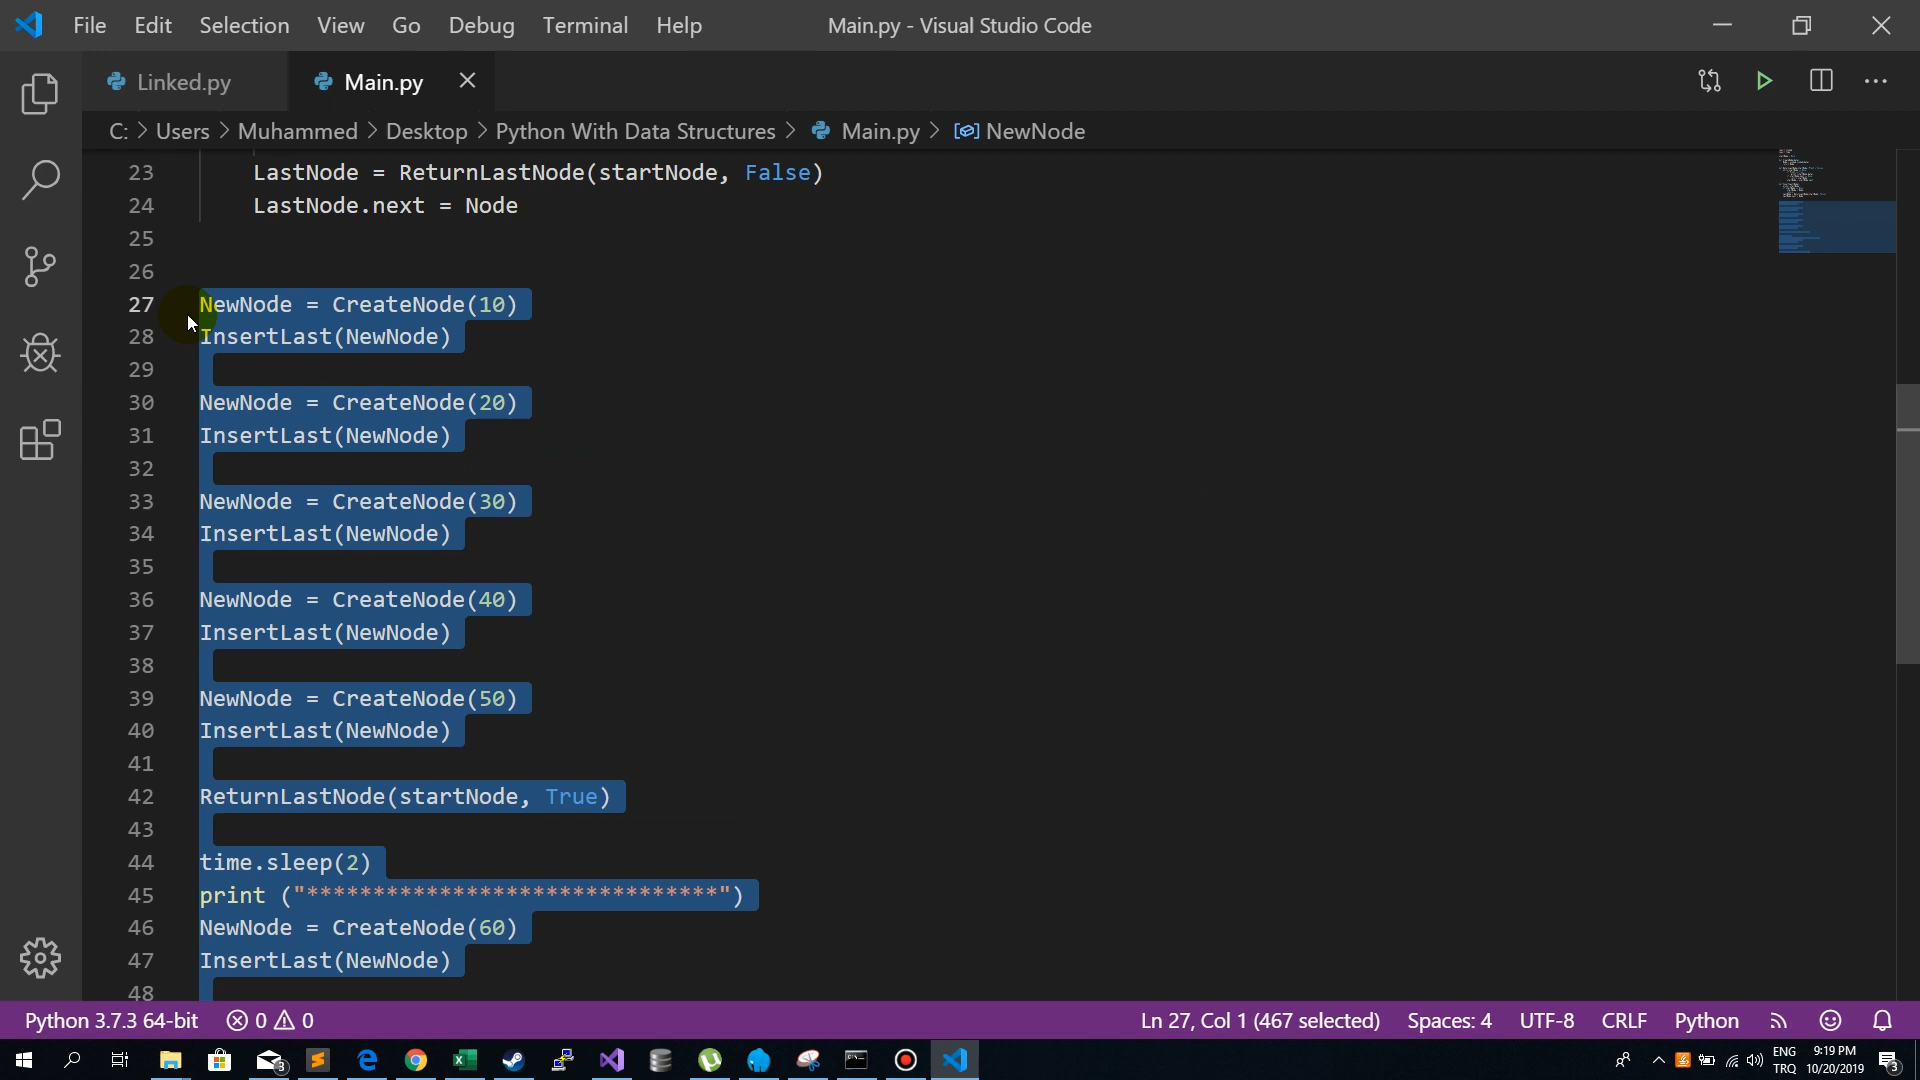 File Edit Selection View Go Debug Terminal Help Main.py - Visual Studio Code
Linked.py Main.py
C: > Users > Muhammed > Desktop > Python With Data Structures > Main.py > NewNode
23 LastNode = ReturnLastNode(startNode, False)
24 LastNode.next = Node
25
26
27 NewNode = CreateNode(10)
28 InsertLast(NewNode)
29
30 NewNode = CreateNode(20)
31 InsertLast(NewNode)
32
33 NewNode = CreateNode(30)
34 InsertLast(NewNode)
35
36 NewNode = CreateNode(40)
37 InsertLast(NewNode)
38
39 NewNode = CreateNode(50)
40 InsertLast(NewNode)
41
42 ReturnLastNode(startNode, True)
43
44 time.sleep(2)
45 print ("*******************************")
46 NewNode = CreateNode(60)
47 InsertLast(NewNode)
48
Python 3.7.3 64-bit 0 0 Ln 27, Col 1 (467 selected) Spaces: 4 UTF-8 CRLF Python
3 ENG 9:19 PM
TRQ 10/20/2019 3